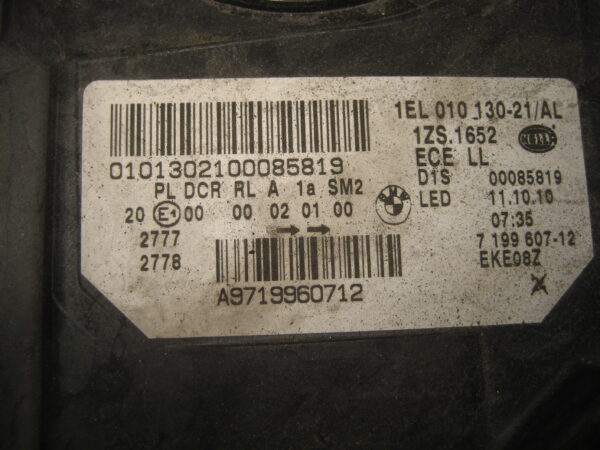 1EL 010 130-21/AL
1ZS.1652
HELLA
ECE LL
0101302100085819
D1S 00085819
PL DCR RL A 1a SM2
LED 11.10.10
20 E1 00 00 02 01 00
BMW
07:35
2777
7 199 607-12
2778
EKE08Z
A9719960712